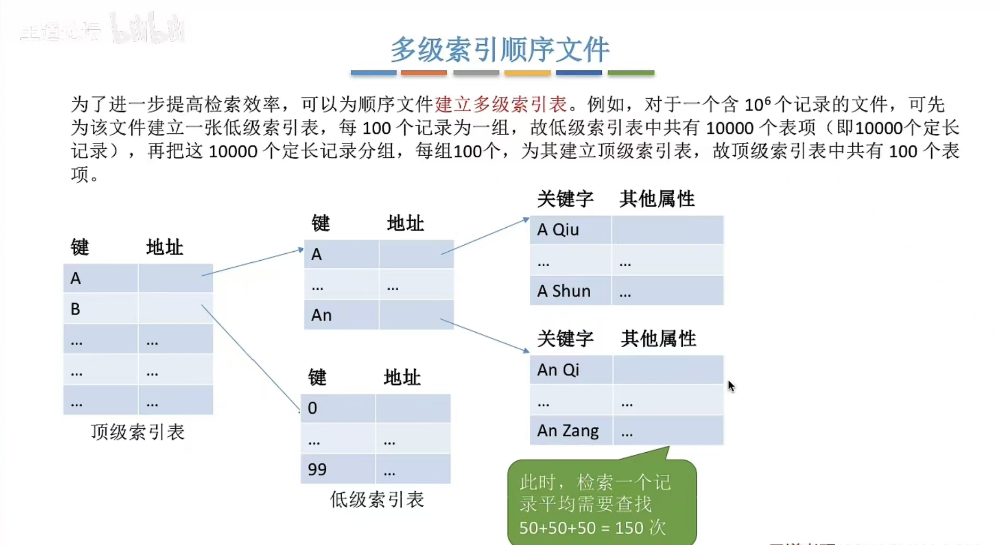 多级索引顺序文件
为了进一步提高检索效率，可以为顺序文件建立多级索引表。例如，对于一个含 10⁶ 个记录的文件，可先
为该文件建立一张低级索引表，每 100 个记录为一组，故低级索引表中共有 10000 个表项（即10000个定长
记录），再把这 10000 个定长记录分组，每组100个，为其建立顶级索引表，故顶级索引表中共有 100 个表
项。
键 地址
A
B
... ...
... ...
... ...
顶级索引表
键 地址
A
... ...
An
键 地址
0
... ...
99 ...
低级索引表
关键字 其他属性
A Qiu
... ...
A Shun ...
关键字 其他属性
An Qi
... ...
An Zang ...
此时，检索一个记
录平均需要查找
50+50+50 = 150 次